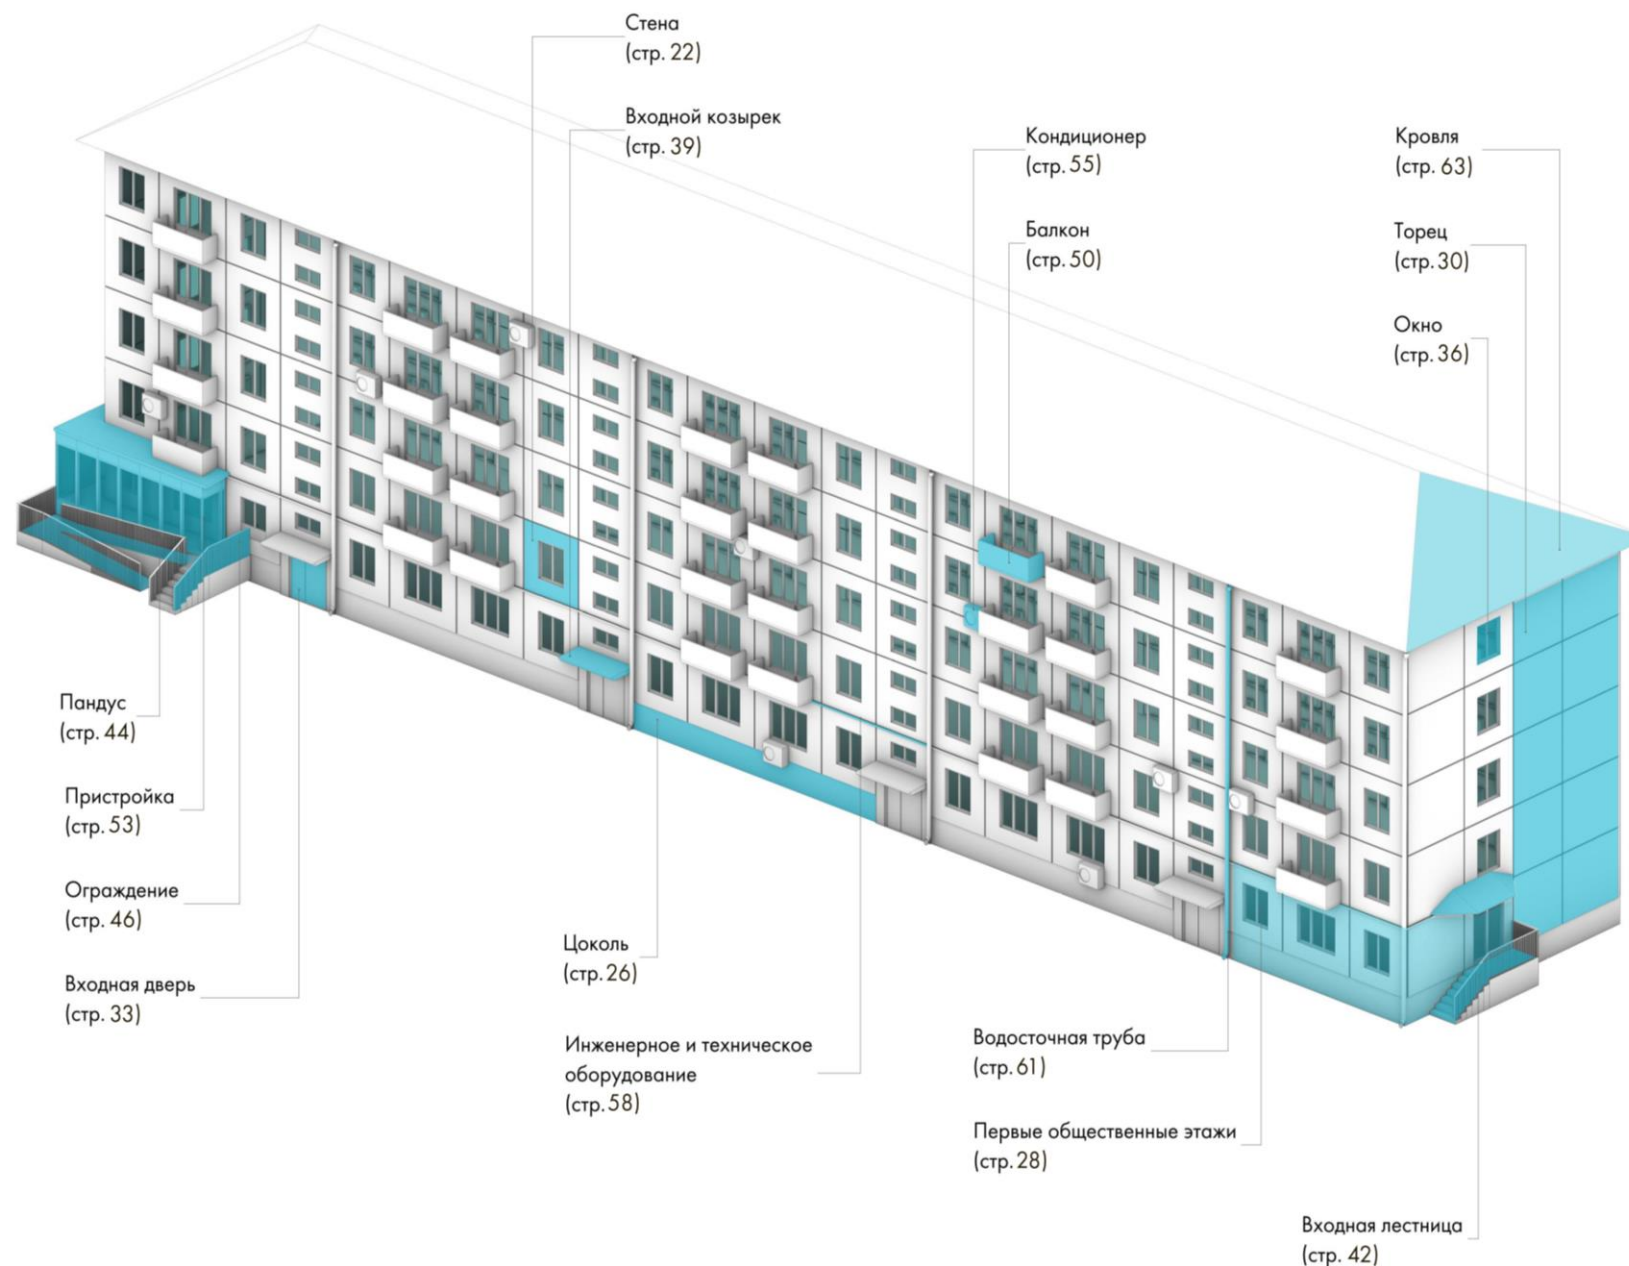 Стена
(стр. 22)
Входной козырек
(стр. 39)
Кондиционер
(стр. 55)
Балкон
(стр. 50)
Кровля
(стр. 63)
Торец
(стр. 30)
Окно
(стр. 36)
Пандус
(стр. 44)
Пристройка
(стр. 53)
Ограждение
(стр. 46)
Входная дверь
(стр. 33)
Цоколь
(стр. 26)
Инженерное и техническое
оборудование
(стр. 58)
Водосточная труба
(стр. 61)
Первые общественные этажи
(стр. 28)
Входная лестница
(стр. 42)